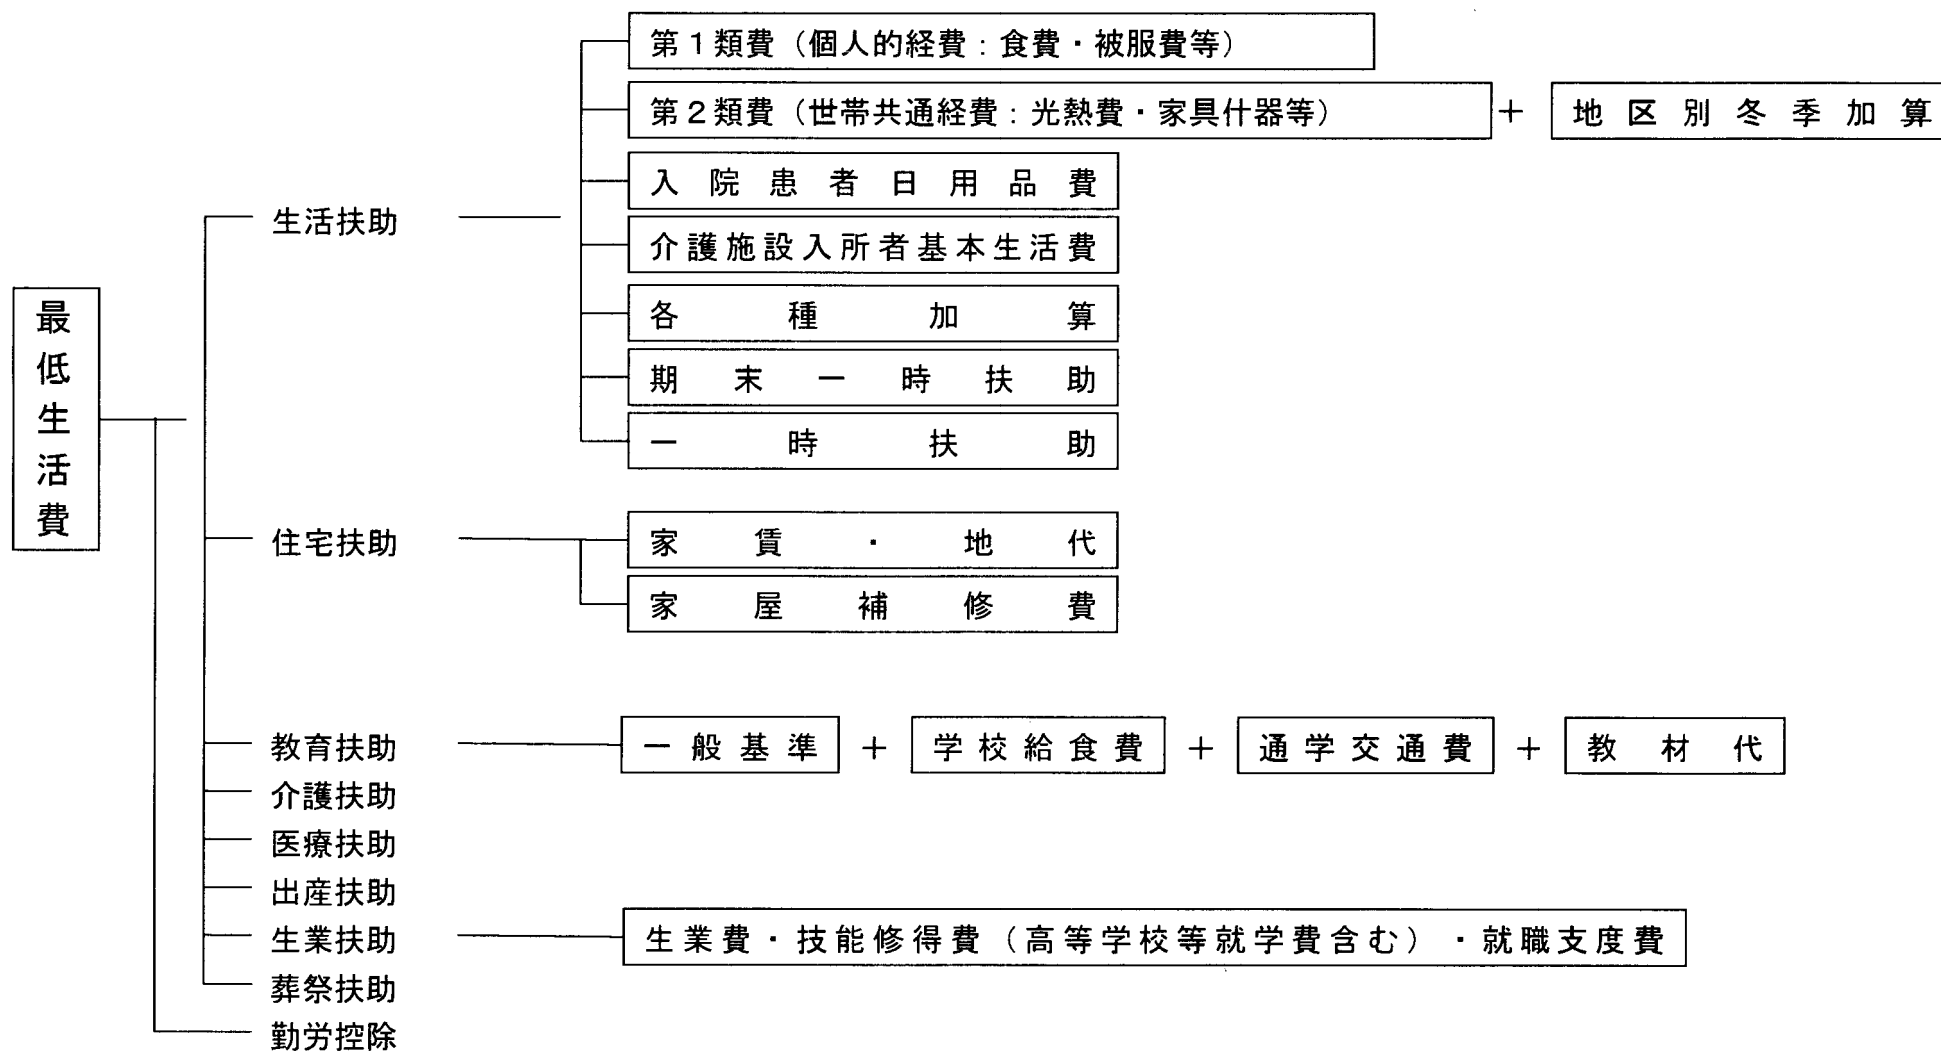 第1類費（個人的経費：食費・被服費等）
第2類費（世帯共通経費：光熱費・家具什器等） ＋ 地区別冬季加算
入院患者日用品費
生活扶助
介護施設入所者基本生活費
各種加算
期末一時扶助
一時扶助
最低生活費
住宅扶助
家賃・地代
家屋補修費
教育扶助 一般基準 ＋ 学校給食費 ＋ 通学交通費 ＋ 教材代
介護扶助
医療扶助
出産扶助
生業扶助 生業費・技能修得費（高等学校等就学費含む）・就職支度費
葬祭扶助
勤労控除